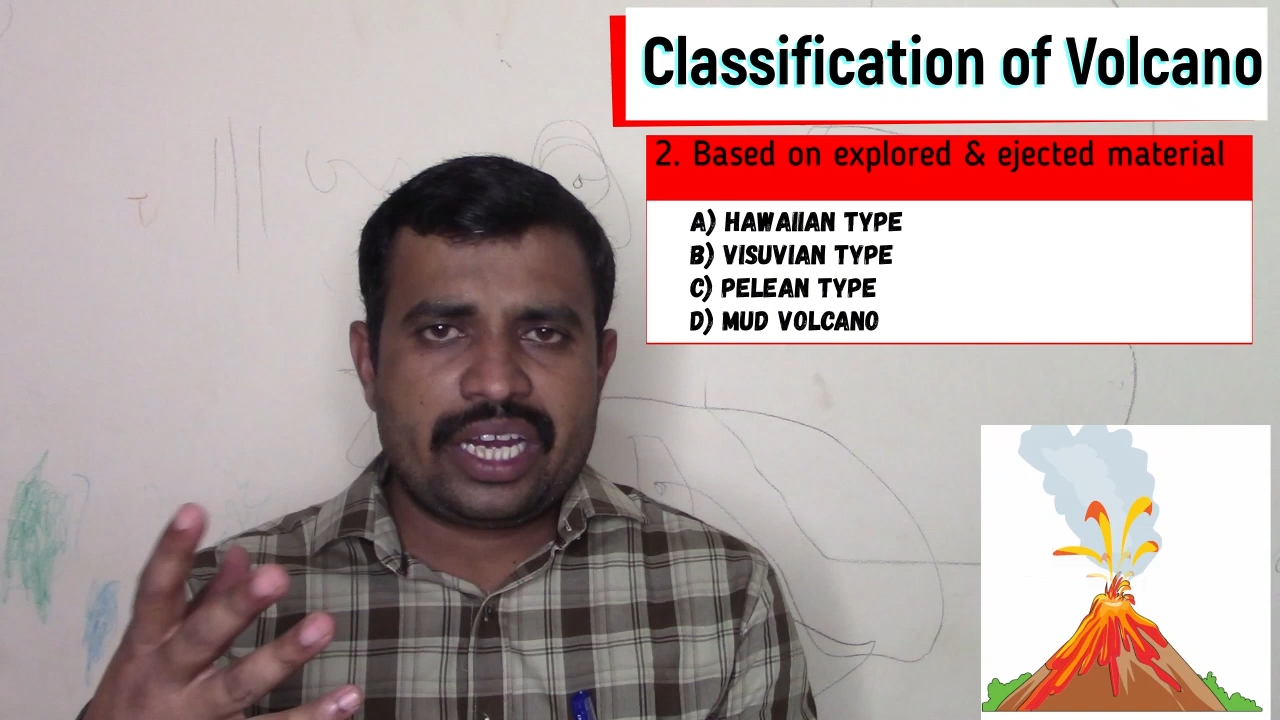 Classification of Volcano
2. Based on explored & ejected material
A) HAWAIIAN TYPE
B) VISUVIAN TYPE
C) PELEAN TYPE
D) MUD VOLCANO